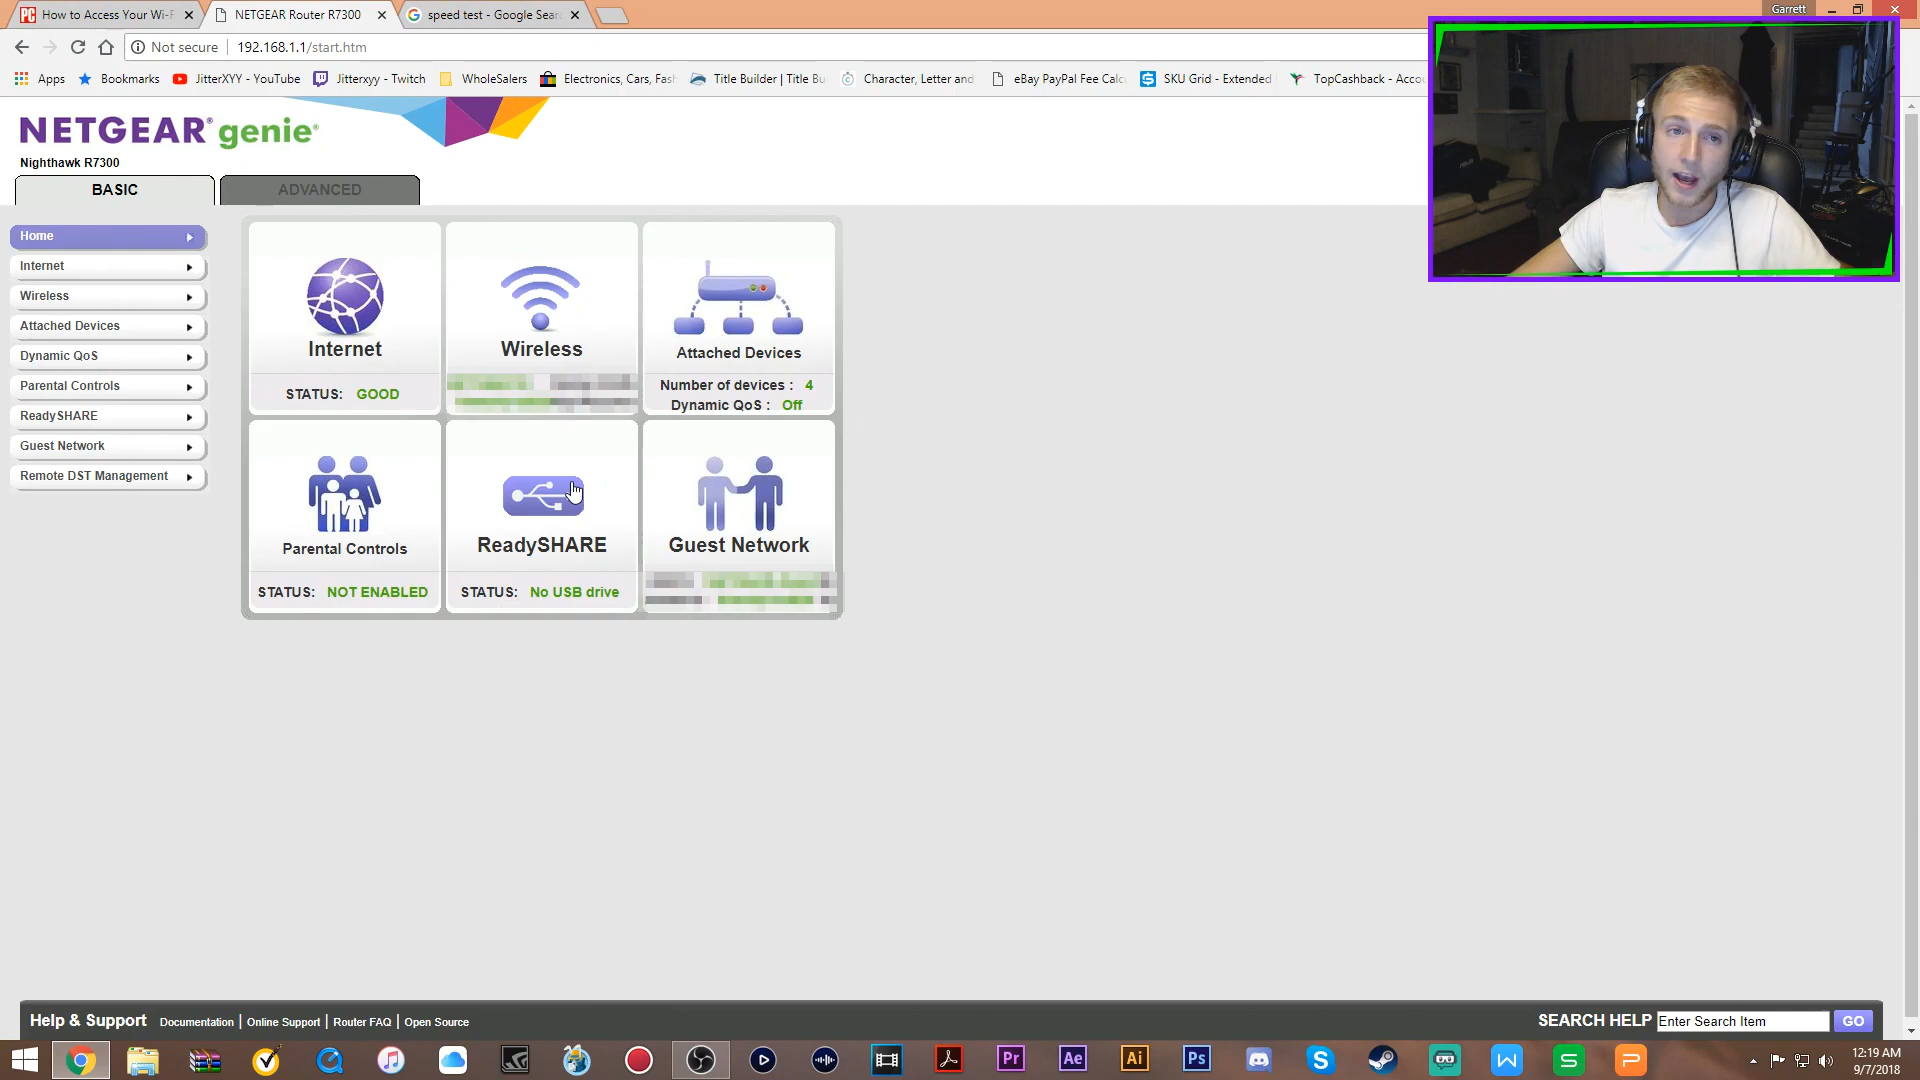 How to Access Your Wi-F
NETGEAR Router R7300
speed test - Google Sear
Garrett
Not secure
192.168.1.1/start.htm
Apps
Bookmarks
JitterXYY - YouTube
Jitterxyy - Twitch
WholeSalers
Electronics, Cars, Fash
Title Builder | Title Bu
Character, Letter and
eBay PayPal Fee Calc
SKU Grid - Extended
TopCashback - Accou
NETGEAR® genie®
Nighthawk R7300
BASIC
ADVANCED
Home
Internet
Wireless
Attached Devices
Dynamic QoS
Parental Controls
ReadySHARE
Guest Network
Remote DST Management
Internet
STATUS: GOOD
Wireless
Attached Devices
Number of devices : 4
Dynamic QoS : Off
Parental Controls
STATUS: NOT ENABLED
ReadySHARE
STATUS: No USB drive
Guest Network
Help & Support
Documentation | Online Support | Router FAQ | Open Source
SEARCH HELP
Enter Search Item
GO
Pr
Ae
Ai
Ps
12:19 AM
9/7/2018